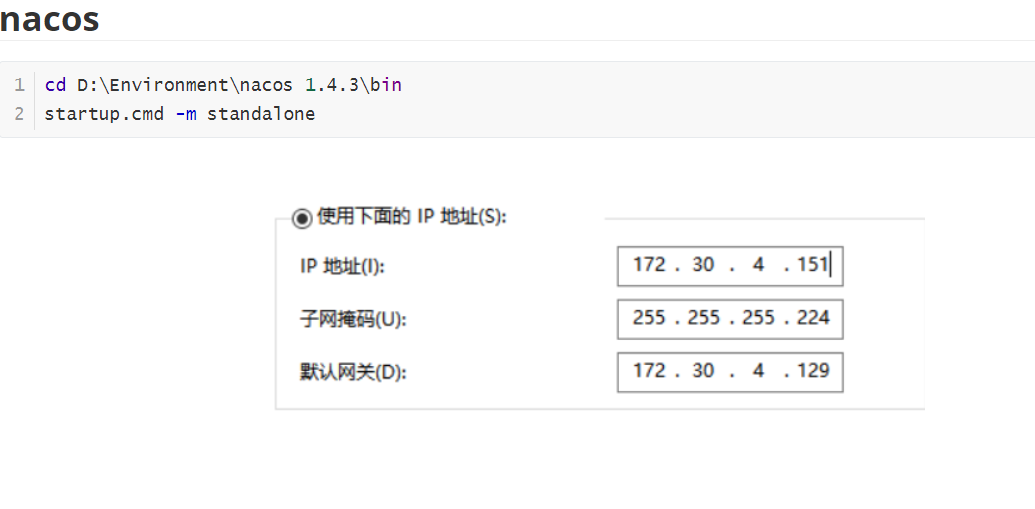 nacos
1 cd D:\Environment\nacos 1.4.3\bin
2 startup.cmd -m standalone
使用下面的 IP 地址(S):
IP 地址(I): 172 . 30 . 4 . 151
子网掩码(U): 255 . 255 . 255 . 224
默认网关(D): 172 . 30 . 4 . 129